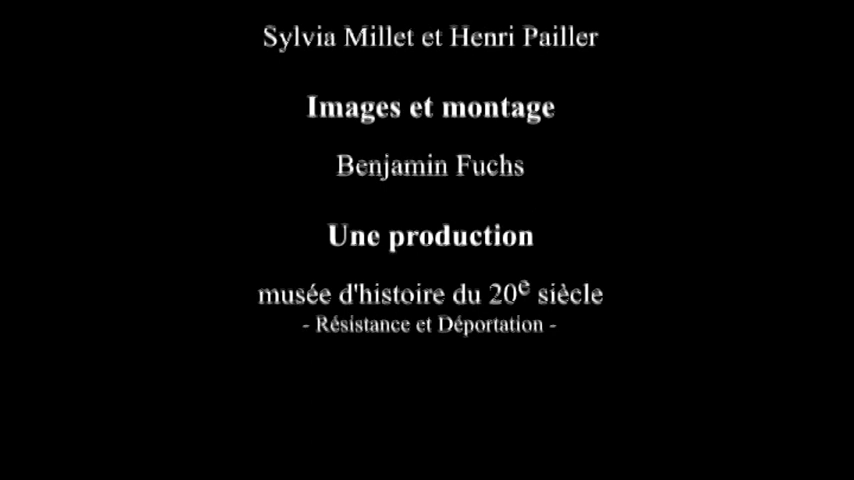 Sylvia Millet et Henri Pailler
Images et montage
Benjamin Fuchs
Une production
musée d'histoire du 20e siècle
- Résistance et Déportation -